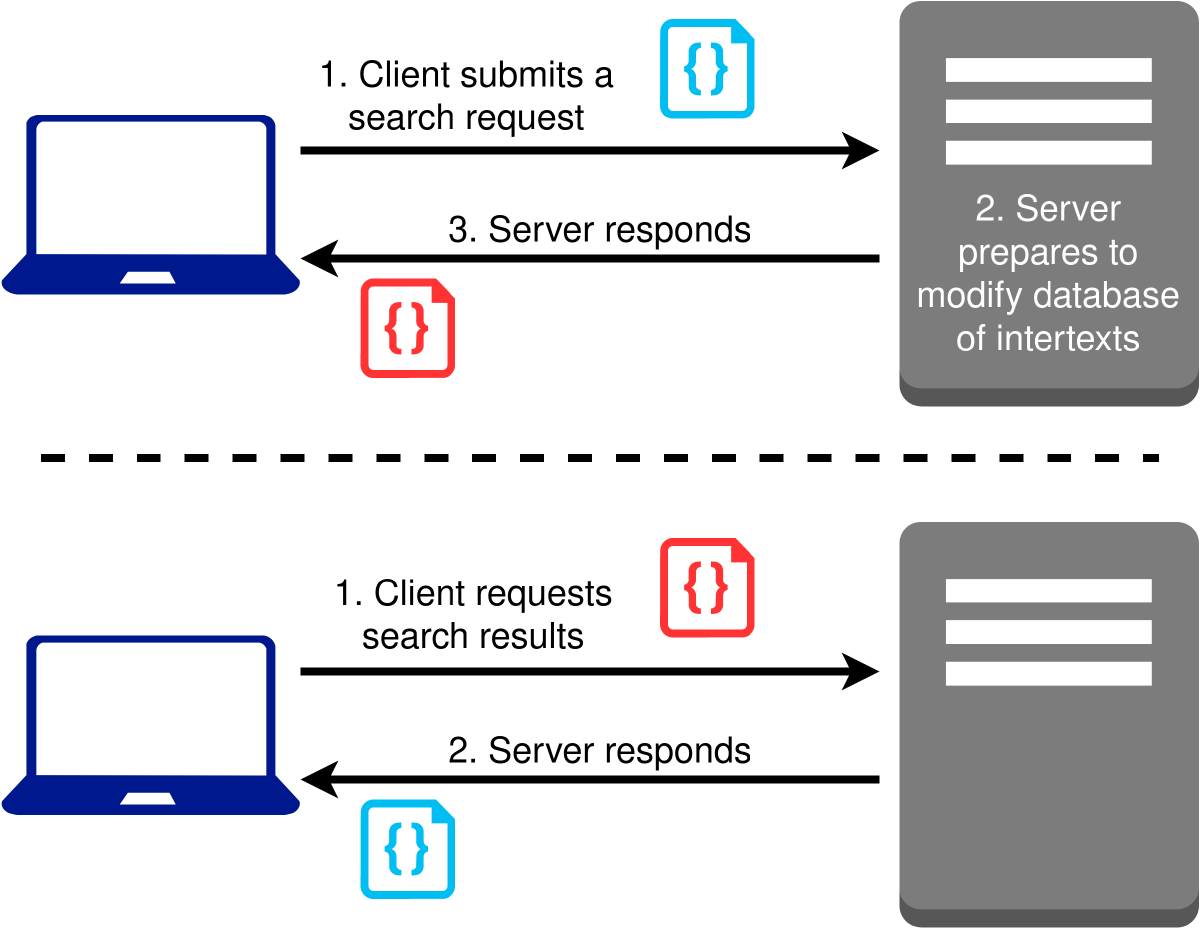 1. Client submits a
search request
{}
3. Server responds
{}
2. Server
prepares to
modify database
of intertexts
1. Client requests
search results
{}
2. Server responds
{}